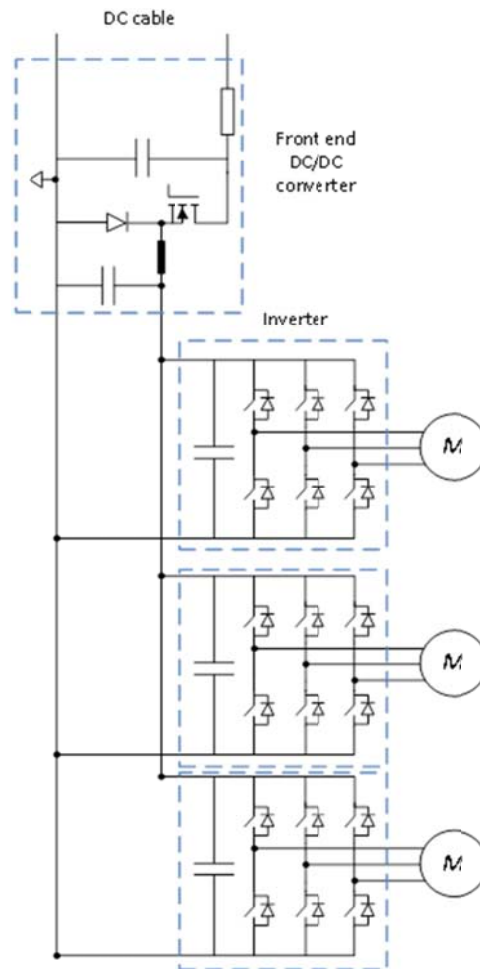 DC cable
Front end
DC/DC
converter
Inverter
M
M
M